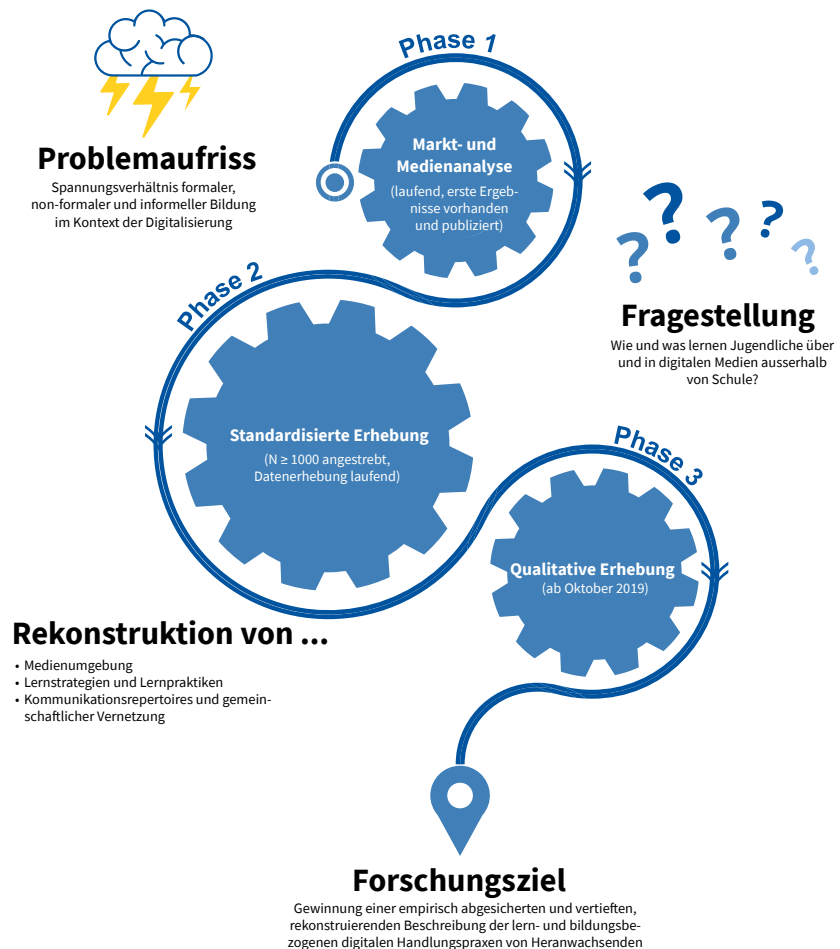 Phase 1
Problemaufriss
Spannungsverhältnis formaler,
non-formaler und informeller Bildung
im Kontext der Digitalisierung
Markt- und
Medienanalyse
(laufend, erste Ergeb-
nisse vorhanden
und publiziert)
? ? ? ? ?
Fragestellung
Wie und was lernen Jugendliche über
und in digitalen Medien ausserhalb
von Schule?
Phase 2
Standardisierte Erhebung
(N ≥ 1000 angestrebt,
Datenerhebung laufend)
Phase 3
Qualitative Erhebung
(ab Oktober 2019)
Rekonstruktion von ...
• Medienumgebung
• Lernstrategien und Lernpraktiken
• Kommunikationsrepertoires und gemein-
schaftlicher Vernetzung
Forschungsziel
Gewinnung einer empirisch abgesicherten und vertieften,
rekonstruierenden Beschreibung der lern- und bildungsbe-
zogenen digitalen Handlungspraxen von Heranwachsenden